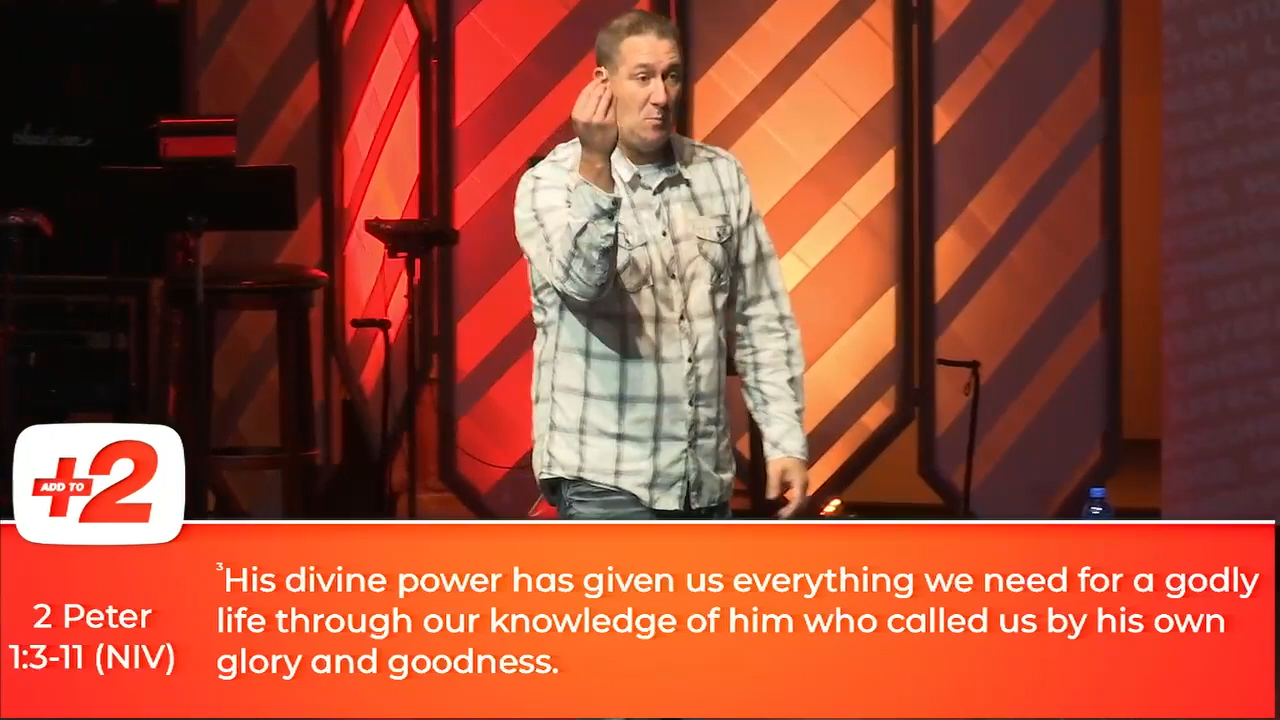 ADD TO
+2
2 Peter
1:3-11 (NIV)
³His divine power has given us everything we need for a godly
life through our knowledge of him who called us by his own
glory and goodness.